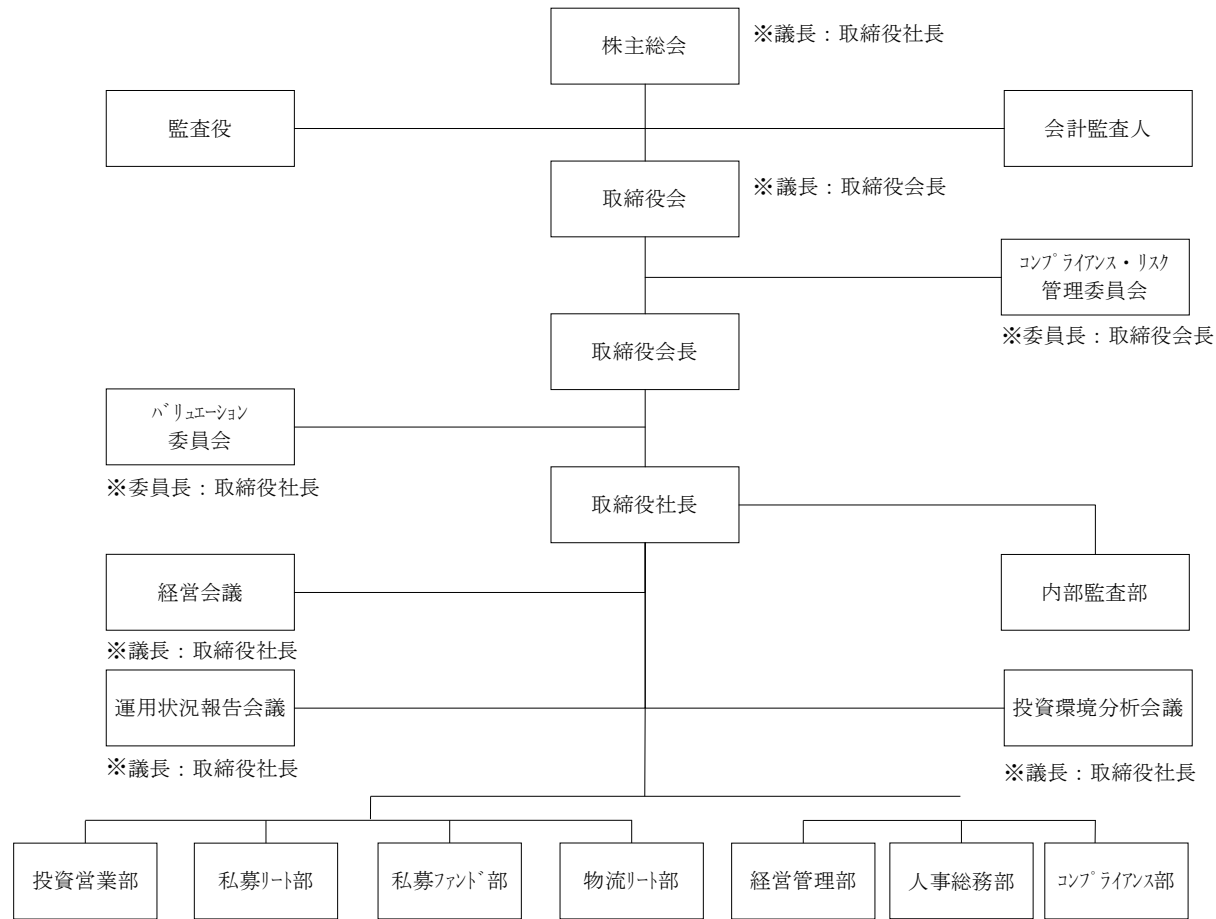 株主総会
※議長：取締役社長
監査役
会計監査人
取締役会
※議長：取締役会長
ｺﾝﾌﾟﾗｲｱﾝｽ・ﾘｽｸ
管理委員会
※委員長：取締役会長
取締役会長
ﾊﾞﾘｭｴｰｼｮﾝ
委員会
※委員長：取締役社長
取締役社長
経営会議
※議長：取締役社長
内部監査部
運用状況報告会議
※議長：取締役社長
投資環境分析会議
※議長：取締役社長
投資営業部
私募ﾘｰﾄ部
私募ﾌｧﾝﾄﾞ部
物流ﾘｰﾄ部
経営管理部
人事総務部
ｺﾝﾌﾟﾗｲｱﾝｽ部